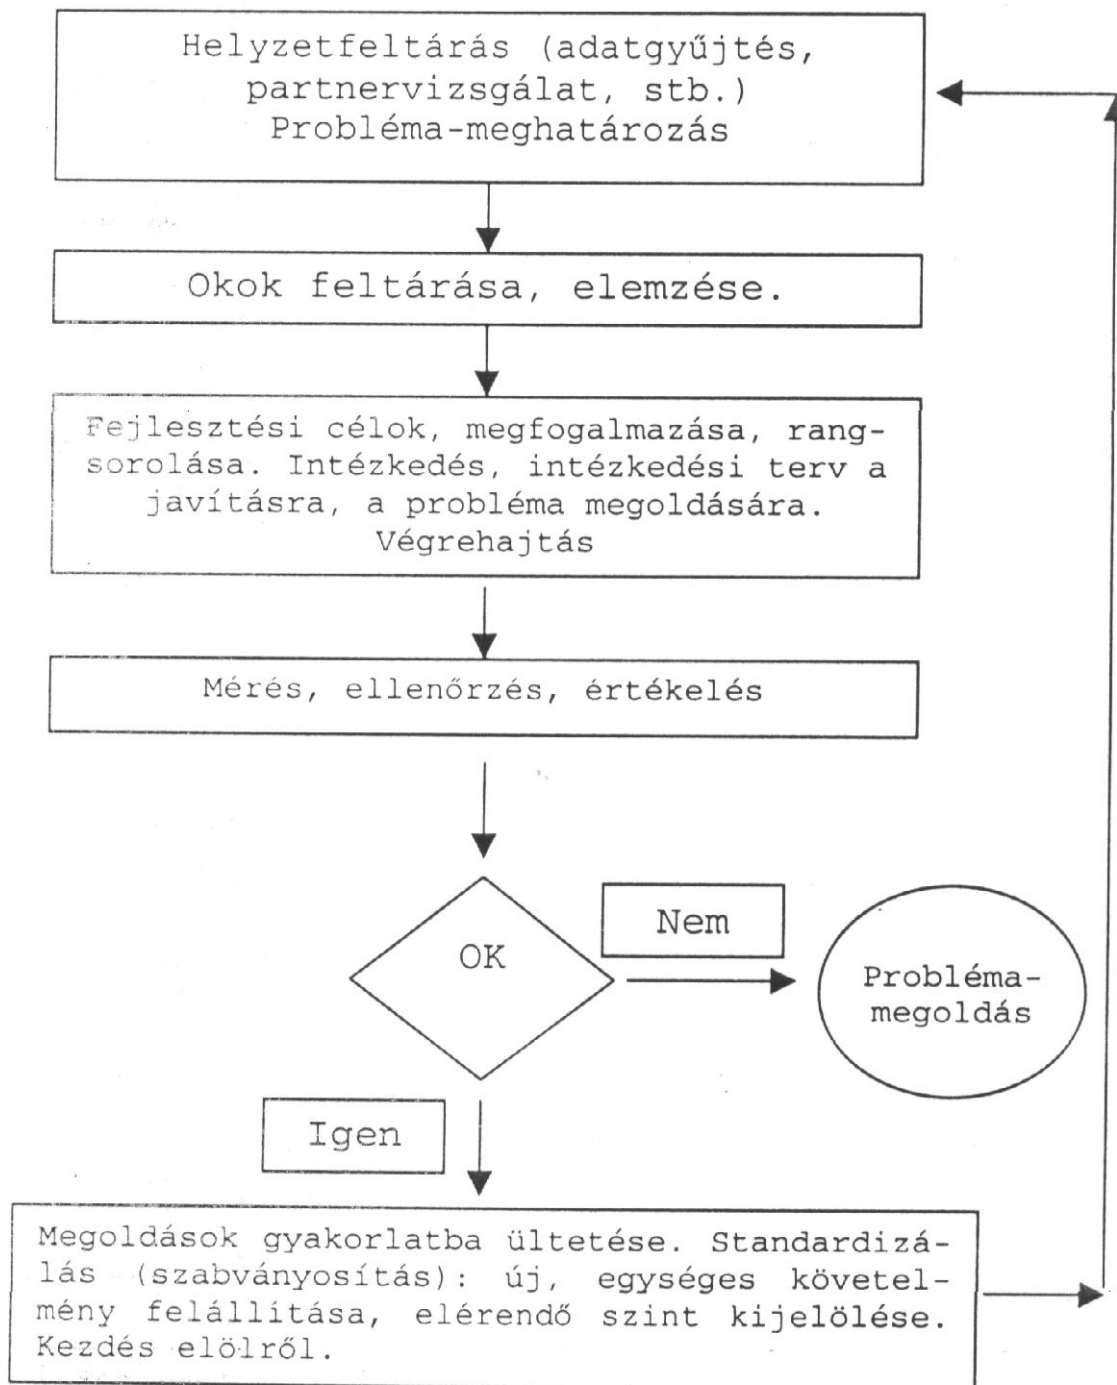 Helyzetfeltárás (adatgyűjtés,
partnervizsgálat, stb.)
Probléma-meghatározás
Okok feltárása, elemzése.
Fejlesztési célok, megfogalmazása, rang-
sorolása. Intézkedés, intézkedési terv a
javításra, a probléma megoldására.
Végrehajtás
Mérés, ellenőrzés, értékelés
OK
Nem
Probléma-
megoldás
Igen
Megoldások gyakorlatba ültetése. Standardizá-
lás (szabványosítás): új, egységes követel-
mény felállítása, elérendő szint kijelölése.
Kezdés elölről.